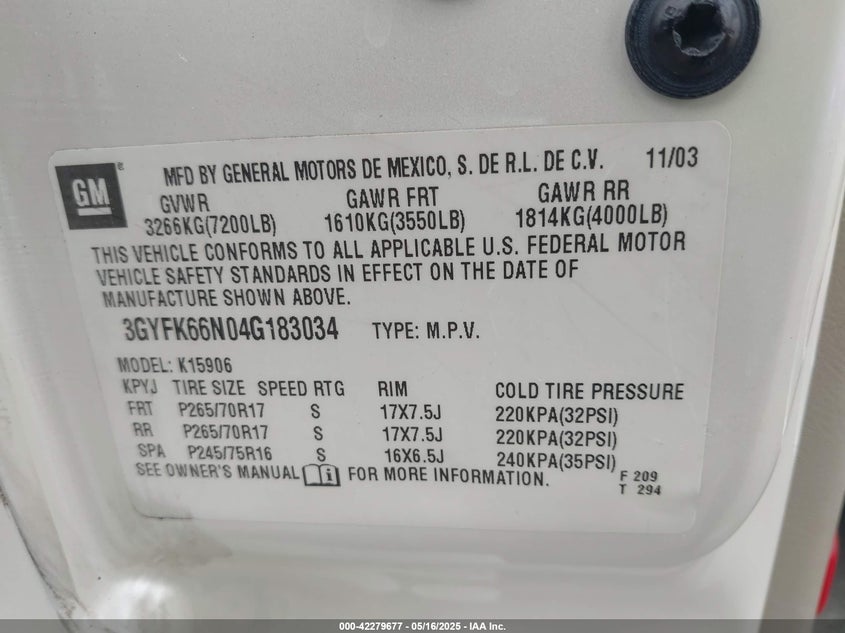 GM ® MFD BY GENERAL MOTORS DE MEXICO, S. DE R.L. DE C.V. 11/03
GVWR GAWR FRT GAWR RR
3266KG(7200LB) 1610KG(3550LB) 1814KG(4000LB)
THIS VEHICLE CONFORMS TO ALL APPLICABLE U.S. FEDERAL MOTOR
VEHICLE SAFETY STANDARDS IN EFFECT ON THE DATE OF
MANUFACTURE SHOWN ABOVE.
3GYFK66N04G183034 TYPE: M.P.V.
MODEL: K15906
KPYJ TIRE SIZE SPEED RTG RIM COLD TIRE PRESSURE
FRT P265/70R17 S 17X7.5J 220KPA(32PSI)
RR P265/70R17 S 17X7.5J 220KPA(32PSI)
SPA P245/75R16 S 16X6.5J 240KPA(35PSI)
SEE OWNER'S MANUAL i FOR MORE INFORMATION.
F 209
T 294
000-42279677 - 05/16/2025 - IAA Inc.